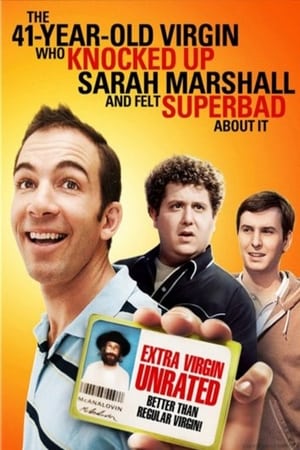 THE
41-YEAR-OLD VIRGIN
WHO KNOCKED UP
SARAH MARSHALL
AND FELT SUPERBAD
ABOUT IT
EXTRA VIRGIN
UNRATED
BETTER THAN
REGULAR VIRGIN!
McANALOVIN